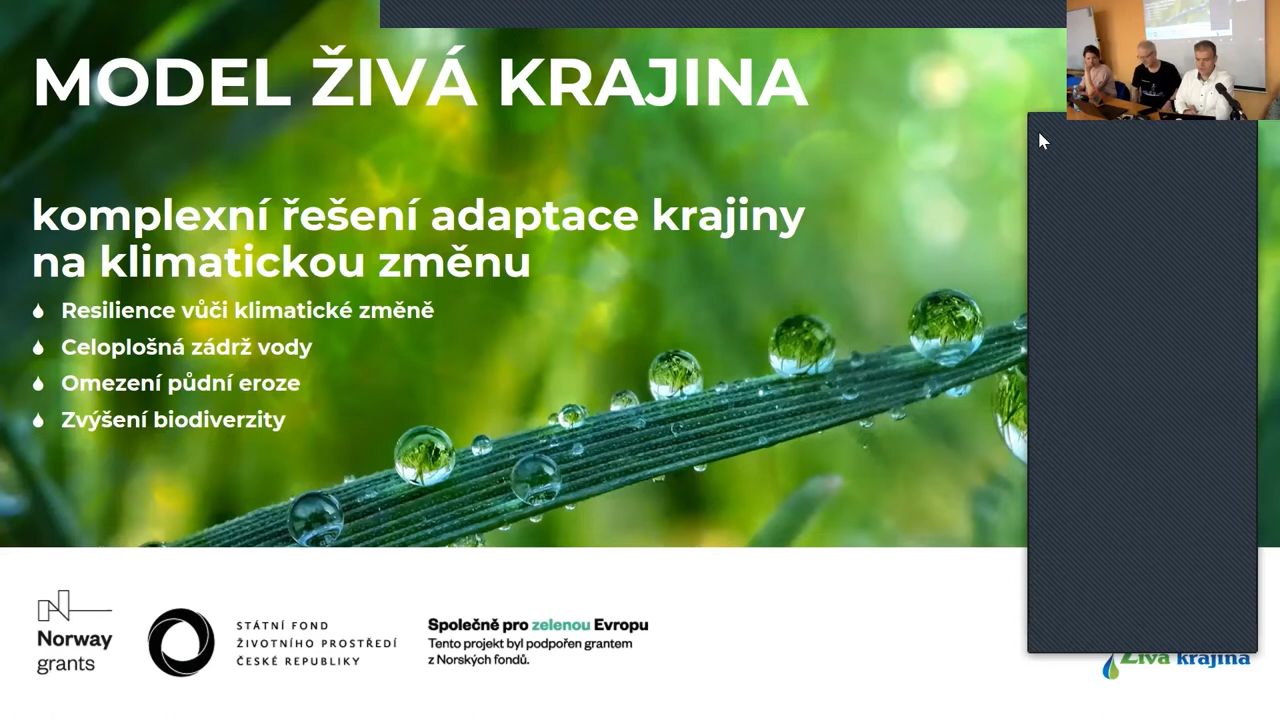 MODEL ŽIVÁ KRAJINA
komplexní řešení adaptace krajiny
na klimatickou změnu
Resilience vůči klimatické změně
Celoplošná zádrž vody
Omezení půdní eroze
Zvýšení biodiverzity
Norway
grants
STÁTNÍ FOND
ŽIVOTNÍHO PROSTŘEDÍ
ČESKÉ REPUBLIKY
Společně pro zelenou Evropu
Tento projekt byl podpořen grantem
z Norských fondů.
Živá krajina